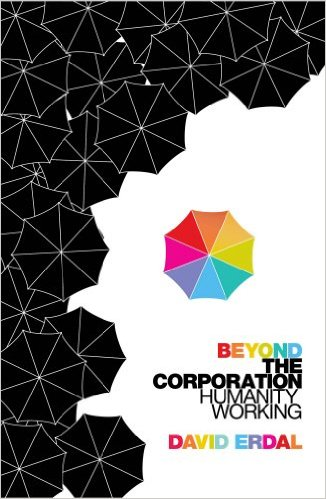 BEYOND
THE
CORPORATION
HUMANITY
WORKING
DAVID ERDAL